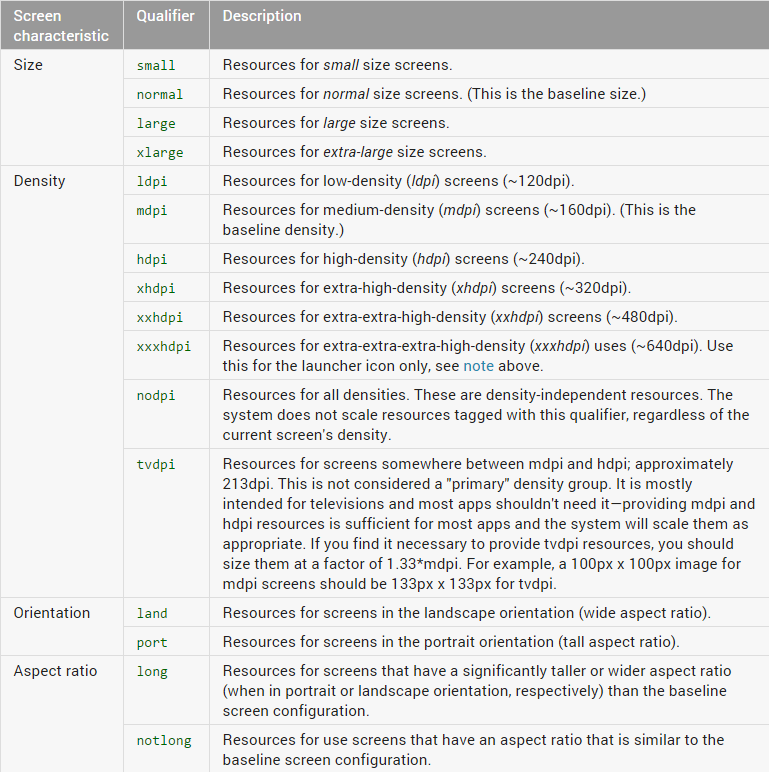 Screen characteristic Qualifier Description
Size small Resources for small size screens.
normal Resources for normal size screens. (This is the baseline size.)
large Resources for large size screens.
xlarge Resources for extra-large size screens.
Density ldpi Resources for low-density (ldpi) screens (~120dpi).
mdpi Resources for medium-density (mdpi) screens (~160dpi). (This is the
baseline density.)
hdpi Resources for high-density (hdpi) screens (~240dpi).
xhdpi Resources for extra-high-density (xhdpi) screens (~320dpi).
xxhdpi Resources for extra-extra-high-density (xxhdpi) screens (~480dpi).
xxxhdpi Resources for extra-extra-extra-high-density (xxxhdpi) uses (~640dpi). Use
this for the launcher icon only, see note above.
nodpi Resources for all densities. These are density-independent resources. The
system does not scale resources tagged with this qualifier, regardless of the
current screen's density.
tvdpi Resources for screens somewhere between mdpi and hdpi; approximately
213dpi. This is not considered a "primary" density group. It is mostly
intended for televisions and most apps shouldn't need it—providing mdpi and
hdpi resources is sufficient for most apps and the system will scale them as
appropriate. If you find it necessary to provide tvdpi resources, you should
size them at a factor of 1.33*mdpi. For example, a 100px x 100px image for
mdpi screens should be 133px x 133px for tvdpi.
Orientation land Resources for screens in the landscape orientation (wide aspect ratio).
port Resources for screens in the portrait orientation (tall aspect ratio).
Aspect ratio long Resources for screens that have a significantly taller or wider aspect ratio
(when in portrait or landscape orientation, respectively) than the baseline
screen configuration.
notlong Resources for use screens that have an aspect ratio that is similar to the
baseline screen configuration.